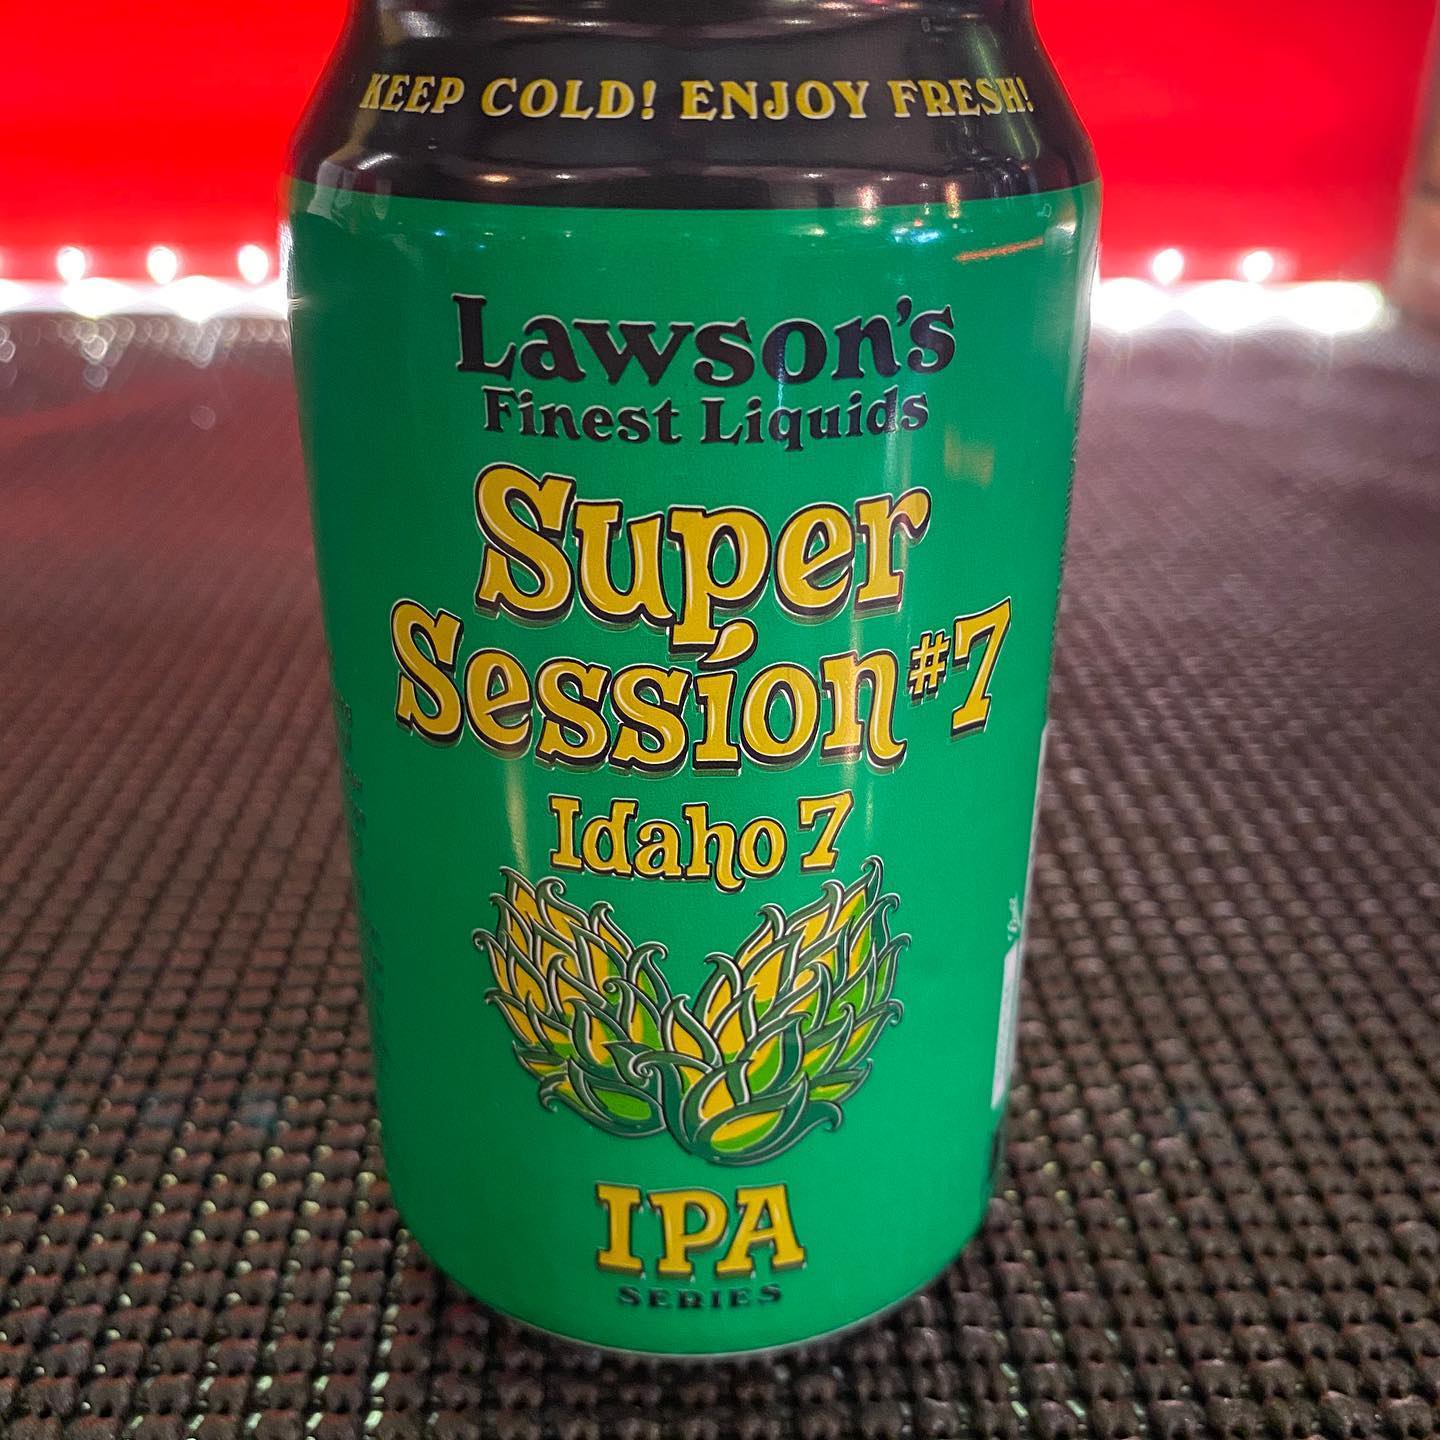 KEEP COLD! ENJOY FRESH!
Lawson's
Finest Liquids
Super
Session #7
Idaho 7
IPA
SERIES